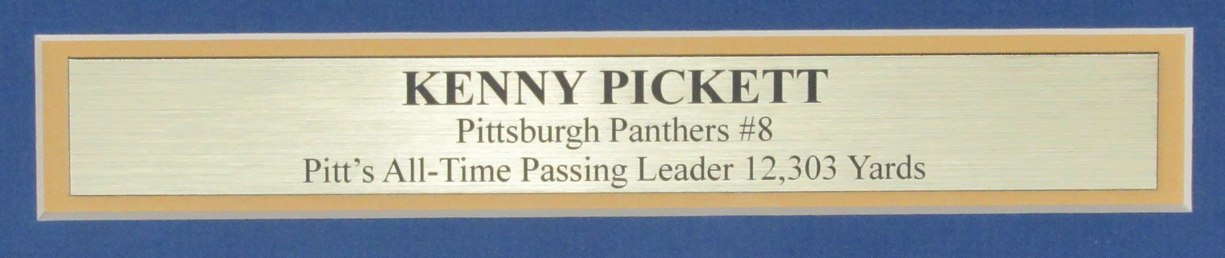 KENNY PICKETT
Pittsburgh Panthers #8
Pitt’s All-Time Passing Leader 12,303 Yards